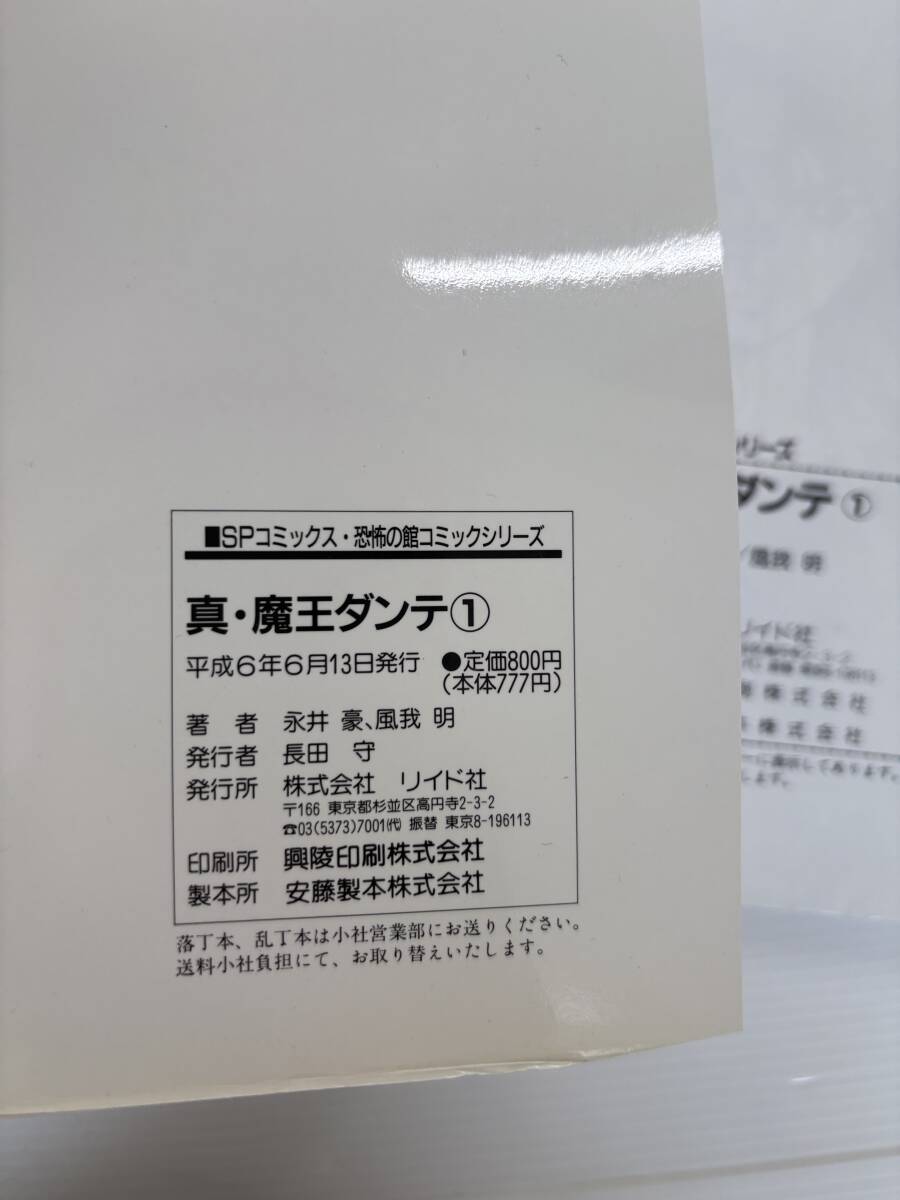 ■SPコミックス・恐怖の館コミックシリーズ
真・魔王ダンテ①
平成6年6月13日発行 ●定価800円
(本体777円)
著者 永井 豪、風我 明
発行者 長田 守
発行所 株式会社 リイド社
〒166 東京都杉並区高円寺2-3-2
☎03(5373)7001㈹ 振替 東京8-196113
印刷所 興陵印刷株式会社
製本所 安藤製本株式会社
落丁本、乱丁本は小社営業部にお送りください。
送料小社負担にて、お取り替えいたします。
リーズ
ダンテ①
／風我 明
リイド社
株式会社
株式会社
します。